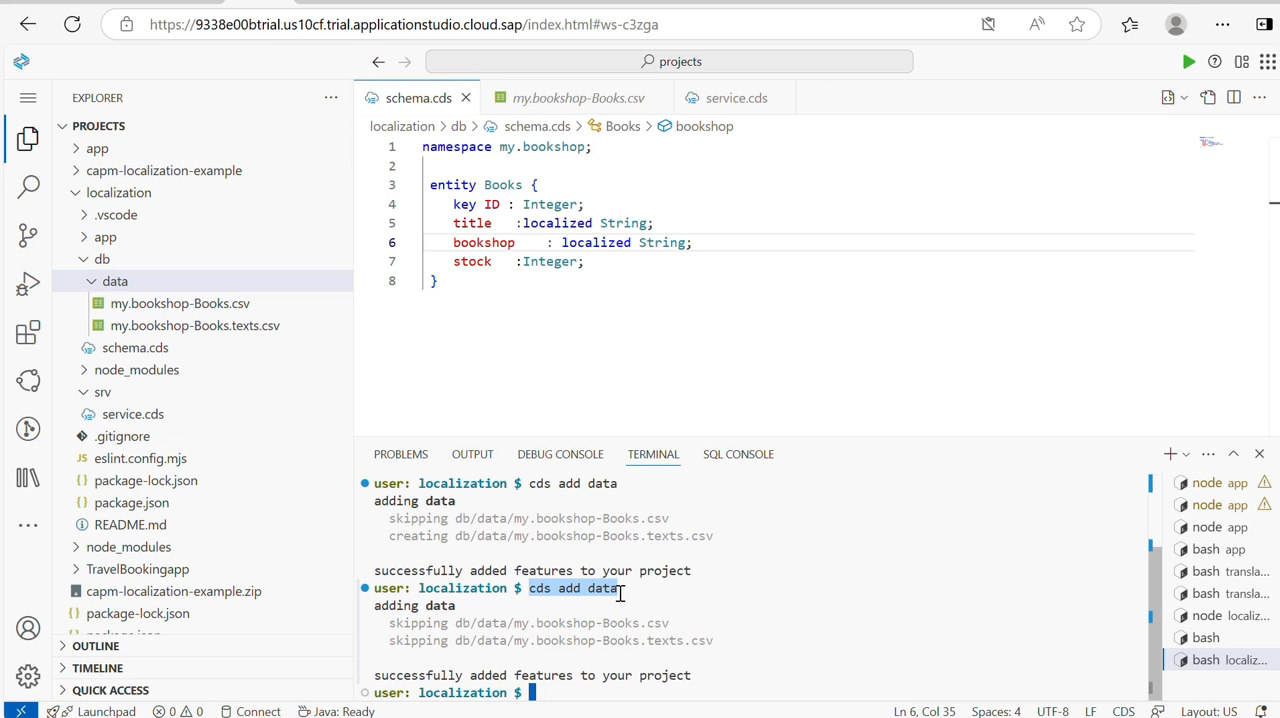 https://9338e00btrial.us10cf.trial.applicationstudio.cloud.sap/index.html#ws-c3zga
projects
EXPLORER
PROJECTS
app
capm-localization-example
localization
.vscode
app
db
data
my.bookshop-Books.csv
my.bookshop-Books.texts.csv
schema.cds
node_modules
srv
service.cds
.gitignore
eslint.config.mjs
package-lock.json
package.json
README.md
node_modules
TravelBookingapp
capm-localization-example.zip
package-lock.json
OUTLINE
TIMELINE
QUICK ACCESS
schema.cds
my.bookshop-Books.csv
service.cds
localization > db > schema.cds > Books > bookshop
1 namespace my.bookshop;
2
3 entity Books {
4 key ID : Integer;
5 title :localized String;
6 bookshop : localized String;
7 stock :Integer;
8 }
PROBLEMS OUTPUT DEBUG CONSOLE TERMINAL SQL CONSOLE
user: localization $ cds add data
adding data
skipping db/data/my.bookshop-Books.csv
creating db/data/my.bookshop-Books.texts.csv
successfully added features to your project
user: localization $ cds add data
adding data
skipping db/data/my.bookshop-Books.csv
skipping db/data/my.bookshop-Books.texts.csv
successfully added features to your project
user: localization $
node app
node app
node app
bash app
bash transla...
bash transla...
node localiz...
bash
bash localiz...
Launchpad 0 0 Connect Java: Ready Ln 6, Col 35 Spaces: 4 UTF-8 LF CDS Layout: US